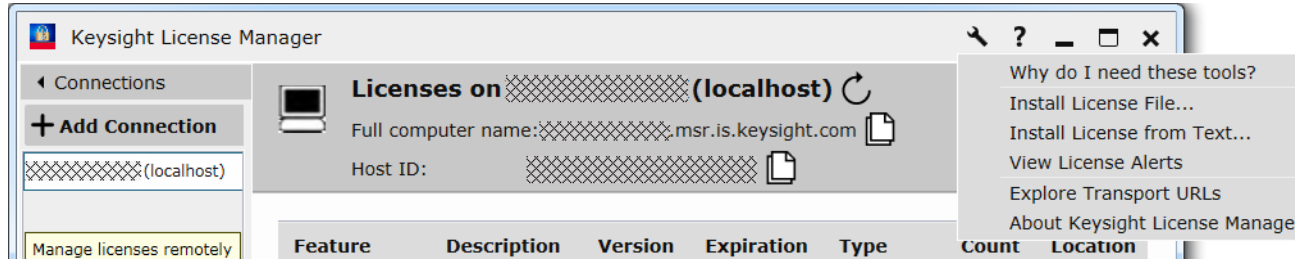 Keysight License Manager
?
Connections
Add Connection
(localhost)
Manage licenses remotely
Licenses on (localhost)
Full computer name: .msr.is.keysight.com
Host ID:
Feature Description Version Expiration Type Count Location
Why do I need these tools?
Install License File...
Install License from Text...
View License Alerts
Explore Transport URLs
About Keysight License Manage